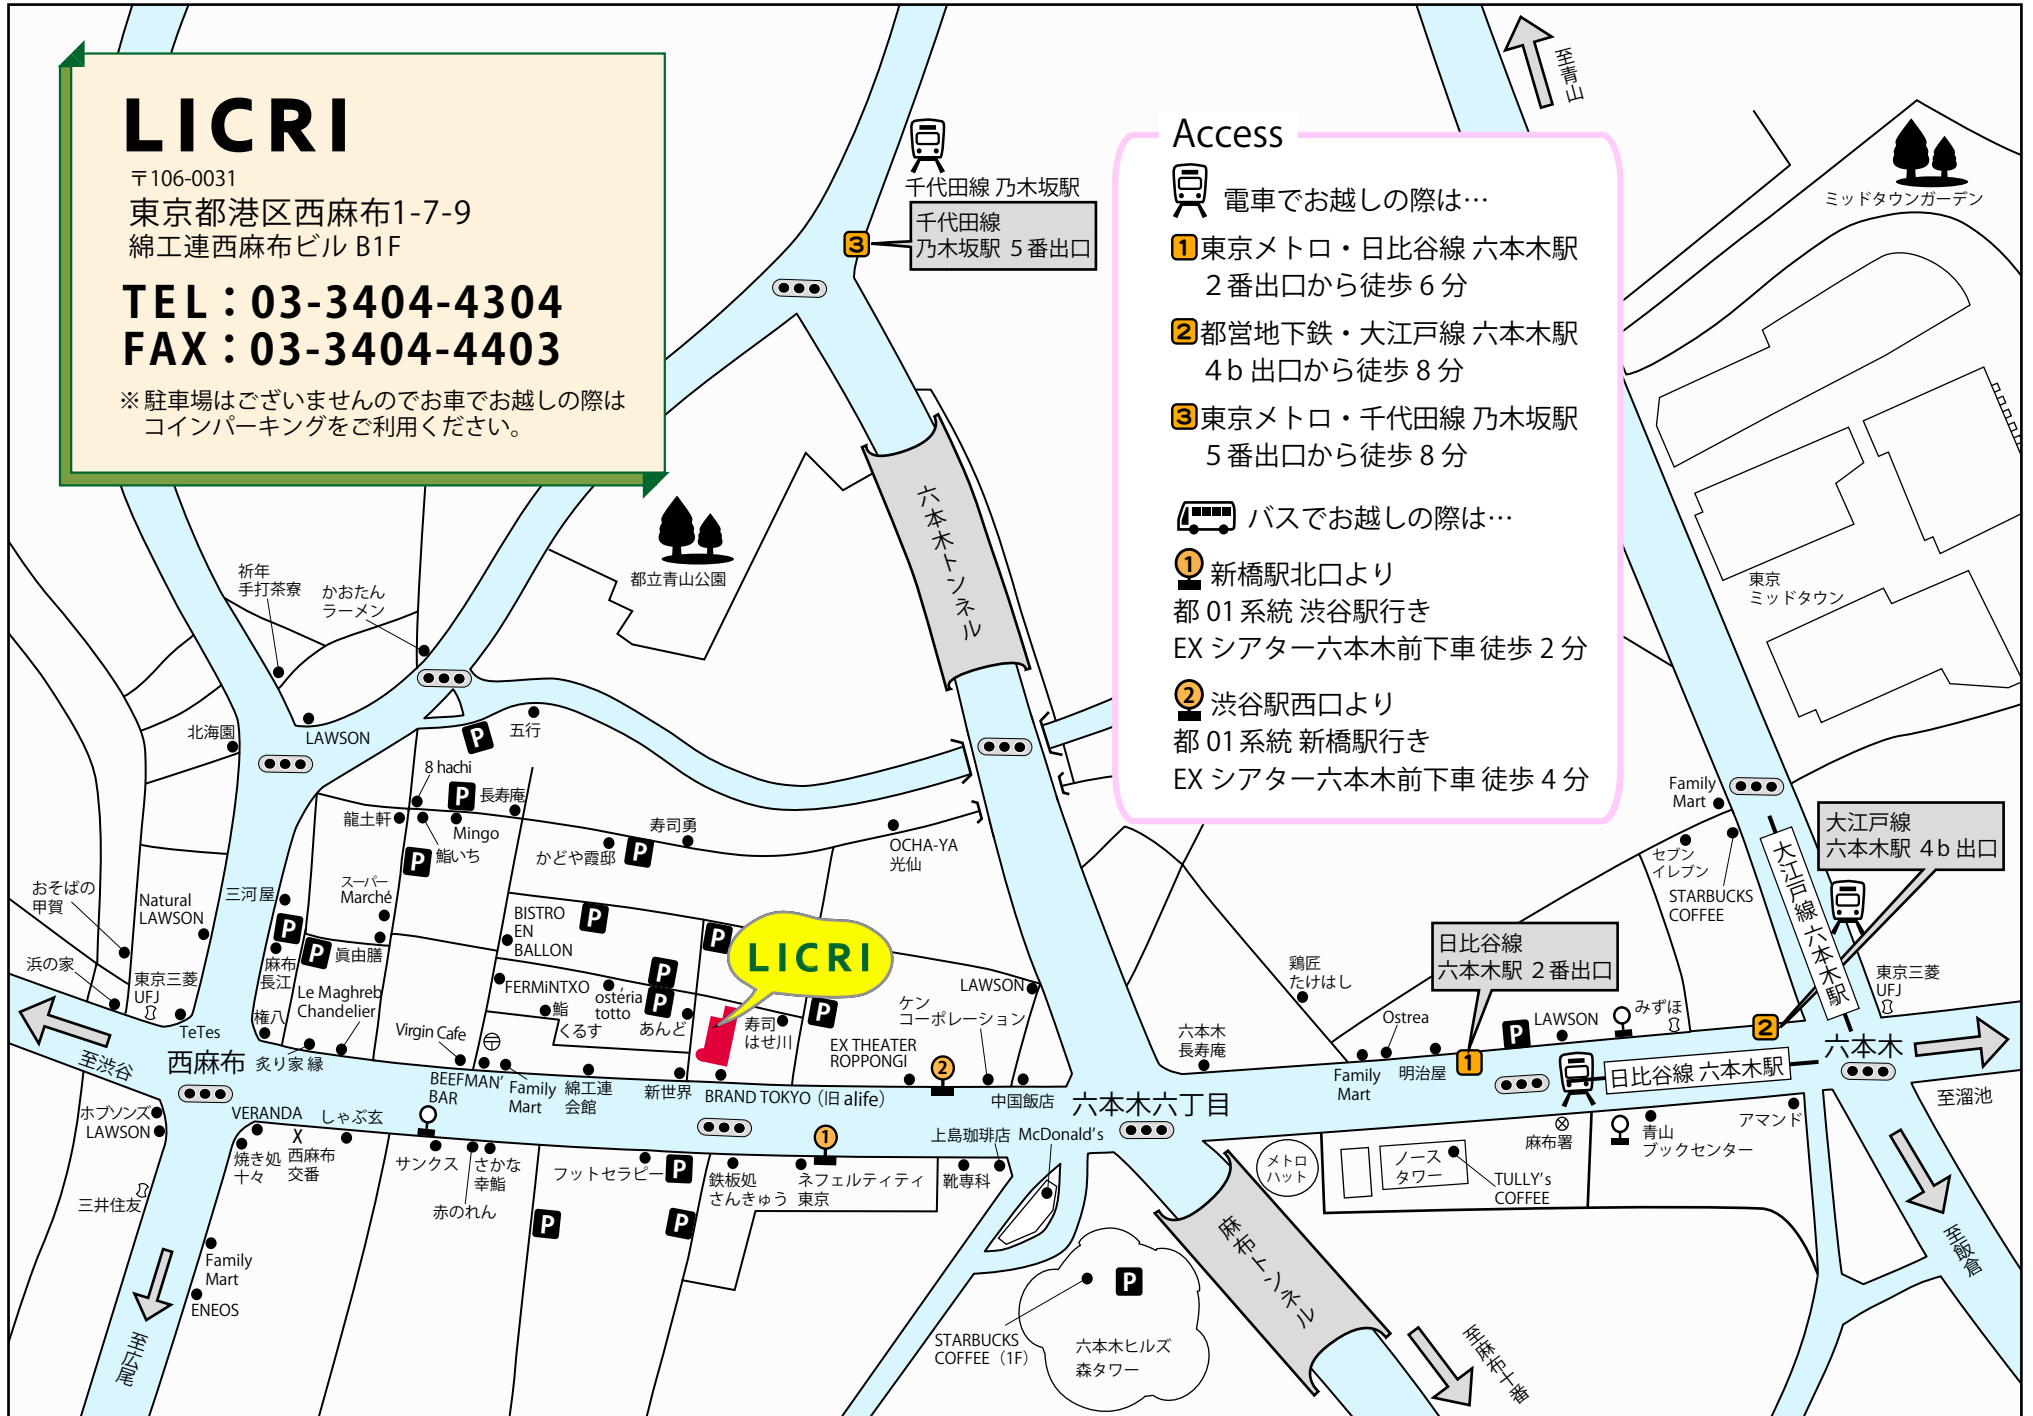 LICRI
〒106-0031
東京都港区西麻布1-7-9
綿工連西麻布ビル B1F
TEL：03-3404-4304
FAX：03-3404-4403
※駐車場はございませんのでお車でお越しの際は
コインパーキングをご利用ください。
Access
電車でお越しの際は…
1 東京メトロ・日比谷線 六本木駅
2番出口から徒歩 6 分
2 都営地下鉄・大江戸線 六本木駅
4b 出口から徒歩 8 分
3 東京メトロ・千代田線 乃木坂駅
5番出口から徒歩 8 分
バスでお越しの際は…
1 新橋駅北口より
都 01 系統 渋谷駅行き
EX シアター六本木前下車 徒歩 2 分
2 渋谷駅西口より
都 01 系統 新橋駅行き
EX シアター六本木前下車 徒歩 4 分
至青山
千代田線 乃木坂駅
3
千代田線
乃木坂駅 5番出口
ミッドタウンガーデン
六本木トンネル
都立青山公園
東京
ミッドタウン
祈年
手打茶寮
かおたん
ラーメン
北海園
LAWSON
P
五行
8 hachi
P
長寿庵
龍土軒
Mingo
鮨いち
P
かどや霞邸
P
寿司勇
OCHA-YA
光仙
Family
Mart
セブン
イレブン
STARBUCKS
COFFEE
大江戸線 六本木駅
大江戸線
六本木駅 4b 出口
おそばの
甲賀
Natural
LAWSON
三河屋
スーパー
Marché
P
麻布
長江
P
眞由膳
BISTRO
EN
BALLON
P
P
LICRI
浜の家
東京三菱
UFJ
TeTes
権八
Le Maghreb
Chandelier
FERMiNTXO
鮨
くるす
ostéria
totto
P
P
あんど
寿司
はせ川
P
ケン
コーポレーション
LAWSON
鶏匠
たけはし
日比谷線
六本木駅 2番出口
みずほ
東京三菱
UFJ
至渋谷
西麻布
炙り家 縁
Virgin Cafe
BEEFMAN'
BAR
Family
Mart
綿工連
会館
新世界
BRAND TOKYO（旧 alife）
EX THEATER
ROPPONGI
2
中国飯店
六本木六丁目
六本木
長寿庵
Family
Mart
Ostrea
明治屋
1
P
LAWSON
2
日比谷線 六本木駅
六本木
至溜池
ホブソンズ
LAWSON
VERANDA
しゃぶ玄
焼き処
十々
X
西麻布
交番
サンクス
さかな
幸鮨
赤のれん
フットセラピー
P
P
P
鉄板処
さんきゅう
1
ネフェルティティ
東京
靴専科
上島珈琲店
McDonald's
メトロ
ハット
ノース
タワー
TULLY's
COFFEE
麻布署
青山
ブックセンター
アマンド
三井住友
Family
Mart
ENEOS
至広尾
STARBUCKS
COFFEE（1F）
P
六本木ヒルズ
森タワー
麻布トンネル
至麻布十番
至飯倉